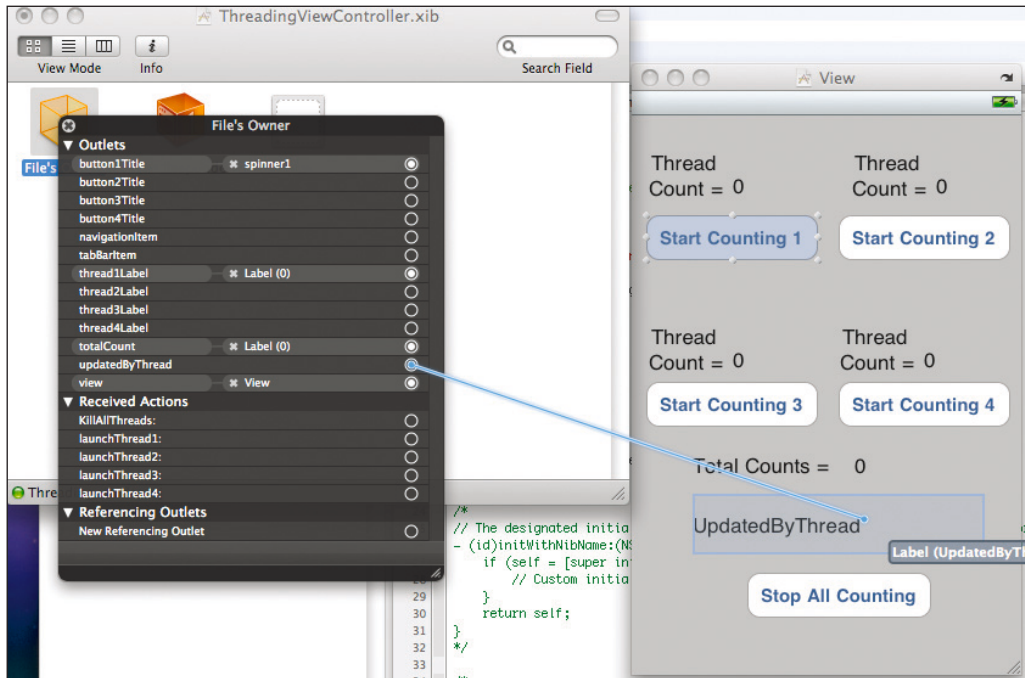 ThreadingViewController.xib
View Mode
Info
Search Field
File's
File's Owner
Outlets
button1Title
spinner1
button2Title
button3Title
button4Title
navigationItem
tabBarItem
thread1Label
Label (0)
thread2Label
thread3Label
thread4Label
totalCount
Label (0)
updatedByThread
view
View
Received Actions
KillAllThreads:
launchThread1:
launchThread2:
launchThread3:
launchThread4:
Referencing Outlets
New Referencing Outlet
Thre
/*
// The designated initia
- (id)initWithNibName:(NS
if (self = [super in
// Custom initia
29 }
30 return self;
31 }
32 */
33
View
Thread
Count = 0
Thread
Count = 0
Start Counting 1
Start Counting 2
Thread
Count = 0
Thread
Count = 0
Start Counting 3
Start Counting 4
Total Counts = 0
UpdatedByThread
Label (UpdatedByTh
Stop All Counting